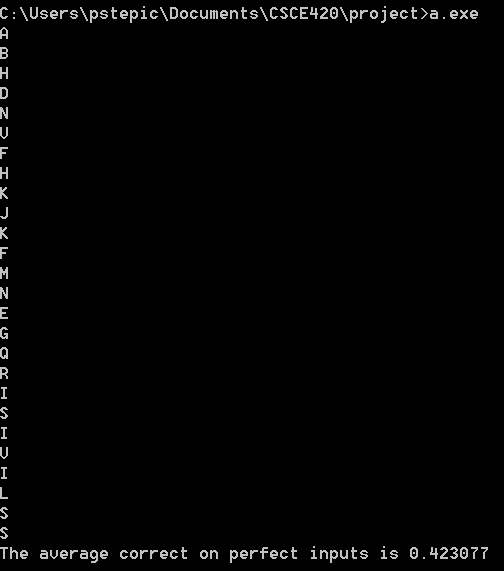 C:\Users\pstepic\Documents\CSCE420\project>a.exe
A
B
H
D
N
V
F
H
K
J
K
F
M
N
E
G
Q
R
I
S
I
V
I
L
S
S
The average correct on perfect inputs is 0.423077